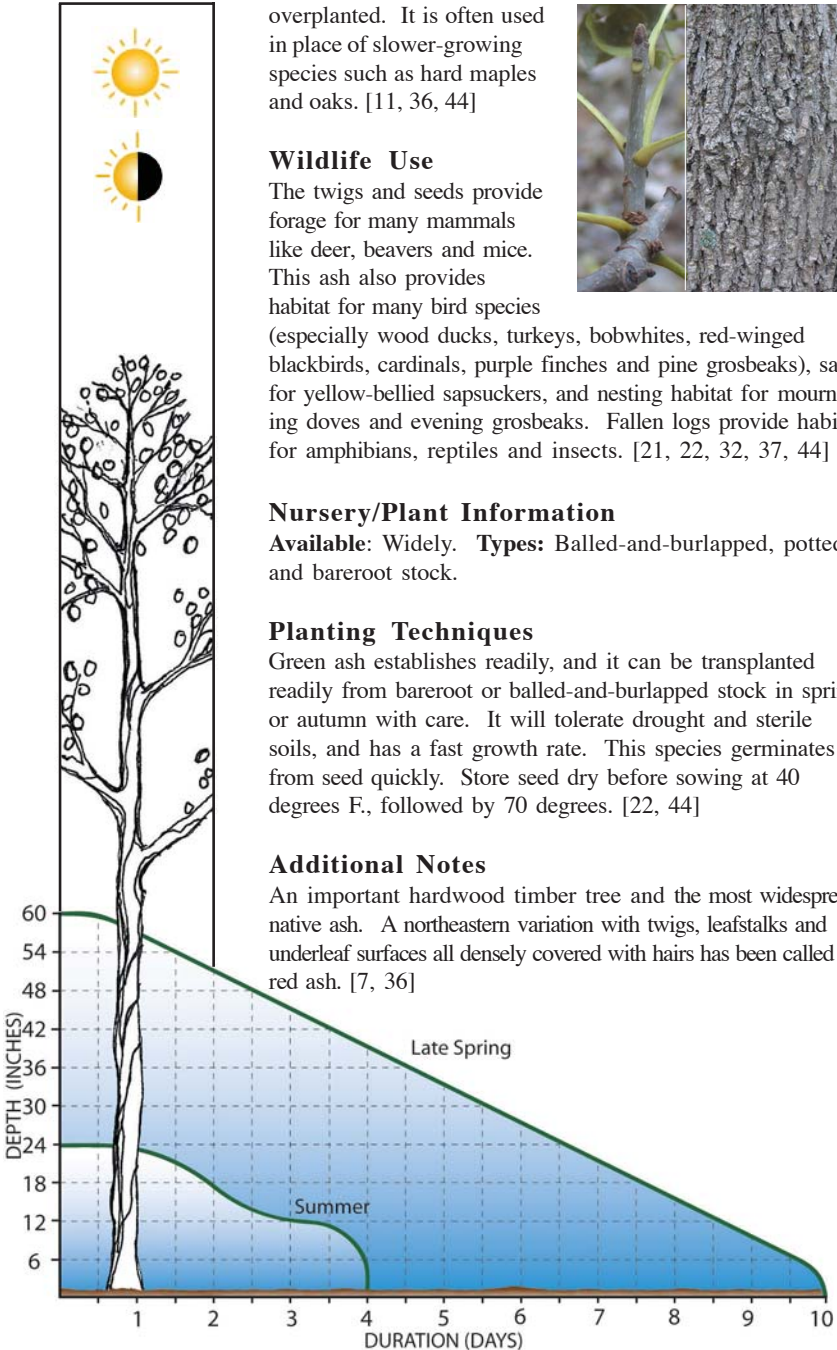 overplanted. It is often used
in place of slower-growing
species such as hard maples
and oaks. [11, 36, 44]
Wildlife Use
The twigs and seeds provide
forage for many mammals
like deer, beavers and mice.
This ash also provides
habitat for many bird species
(especially wood ducks, turkeys, bobwhites, red-winged
blackbirds, cardinals, purple finches and pine grosbeaks), sa
for yellow-bellied sapsuckers, and nesting habitat for mourn
ing doves and evening grosbeaks. Fallen logs provide habi
for amphibians, reptiles and insects. [21, 22, 32, 37, 44]
Nursery/Plant Information
Available: Widely. Types: Balled-and-burlapped, potted
and bareroot stock.
Planting Techniques
Green ash establishes readily, and it can be transplanted
readily from bareroot or balled-and-burlapped stock in spri
or autumn with care. It will tolerate drought and sterile
soils, and has a fast growth rate. This species germinates
from seed quickly. Store seed dry before sowing at 40
degrees F., followed by 70 degrees. [22, 44]
Additional Notes
An important hardwood timber tree and the most widespre
native ash. A northeastern variation with twigs, leafstalks and
underleaf surfaces all densely covered with hairs has been called
red ash. [7, 36]
60
54
48
42
36
30
24
18
12
6
DEPTH (INCHES)
Late Spring
Summer
1 2 3 4 5 6 7 8 9 10
DURATION (DAYS)